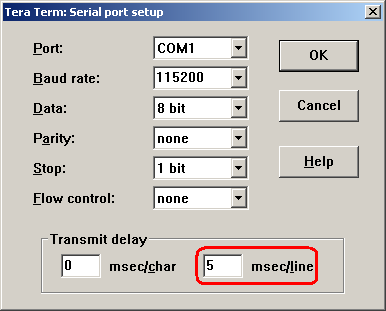 Tera Term: Serial port setup
Port: COM1 OK
Baud rate: 115200
Data: 8 bit Cancel
Parity: none
Stop: 1 bit Help
Flow control: none
Transmit delay
0 msec/char 5 msec/line